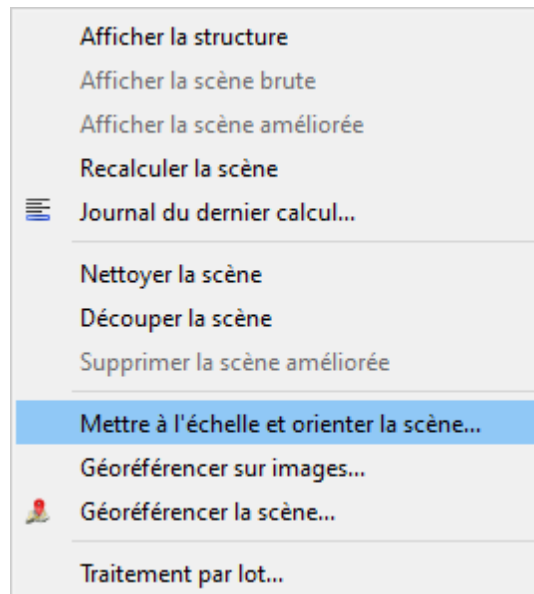 Afficher la structure
Afficher la scène brute
Afficher la scène améliorée
Recalculer la scène
Journal du dernier calcul...
Nettoyer la scène
Découper la scène
Supprimer la scène améliorée
Mettre à l'échelle et orienter la scène...
Géoréférencer sur images...
Géoréférencer la scène...
Traitement par lot...